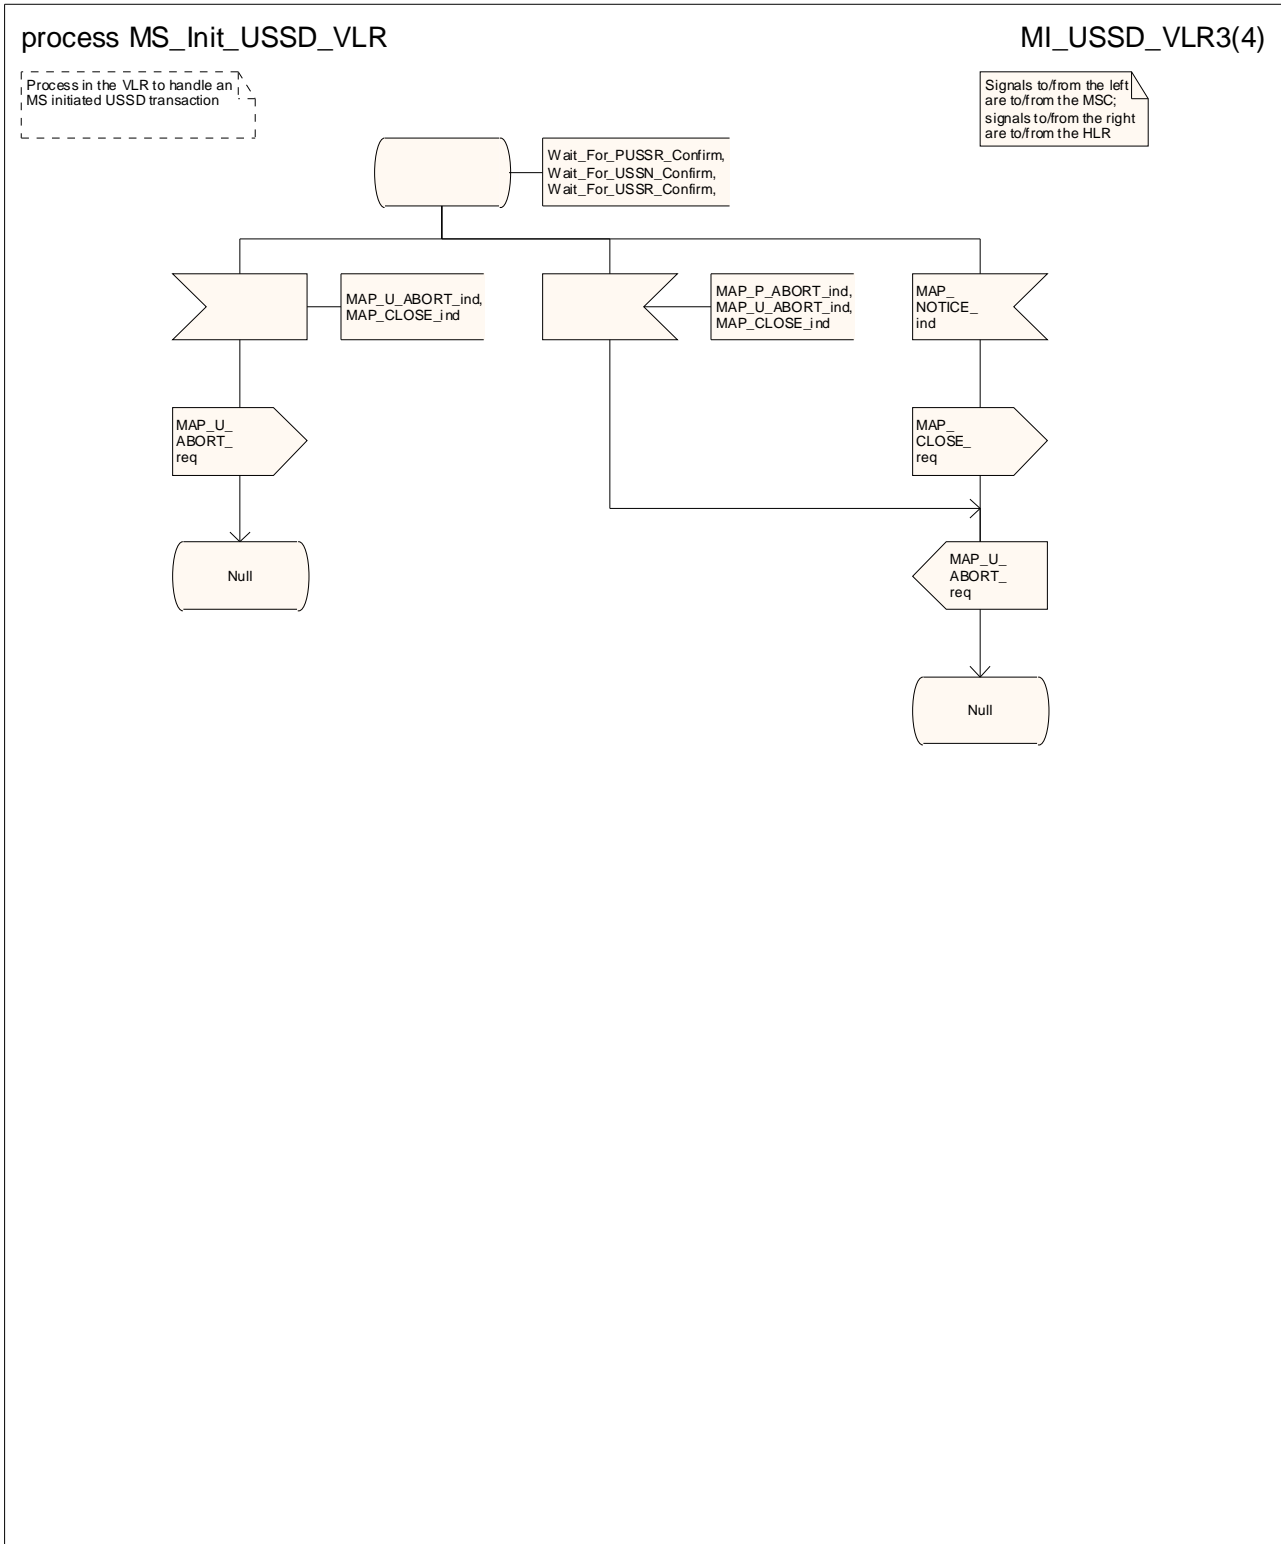 process MS_Init_USSD_VLR
MI_USSD_VLR3(4)
Process in the VLR to handle an
MS initiated USSD transaction
Signals to/from the left
are to/from the MSC;
signals to/from the right
are to/from the HLR
Wait_For_PUSSR_Confirm,
Wait_For_USSN_Confirm,
Wait_For_USSR_Confirm,
MAP_U_ABORT_ind,
MAP_CLOSE_ind
MAP_P_ABORT_ind,
MAP_U_ABORT_ind,
MAP_CLOSE_ind
MAP_
NOTICE_
ind
MAP_U_
ABORT_
req
MAP_
CLOSE_
req
Null
MAP_U_
ABORT_
req
Null